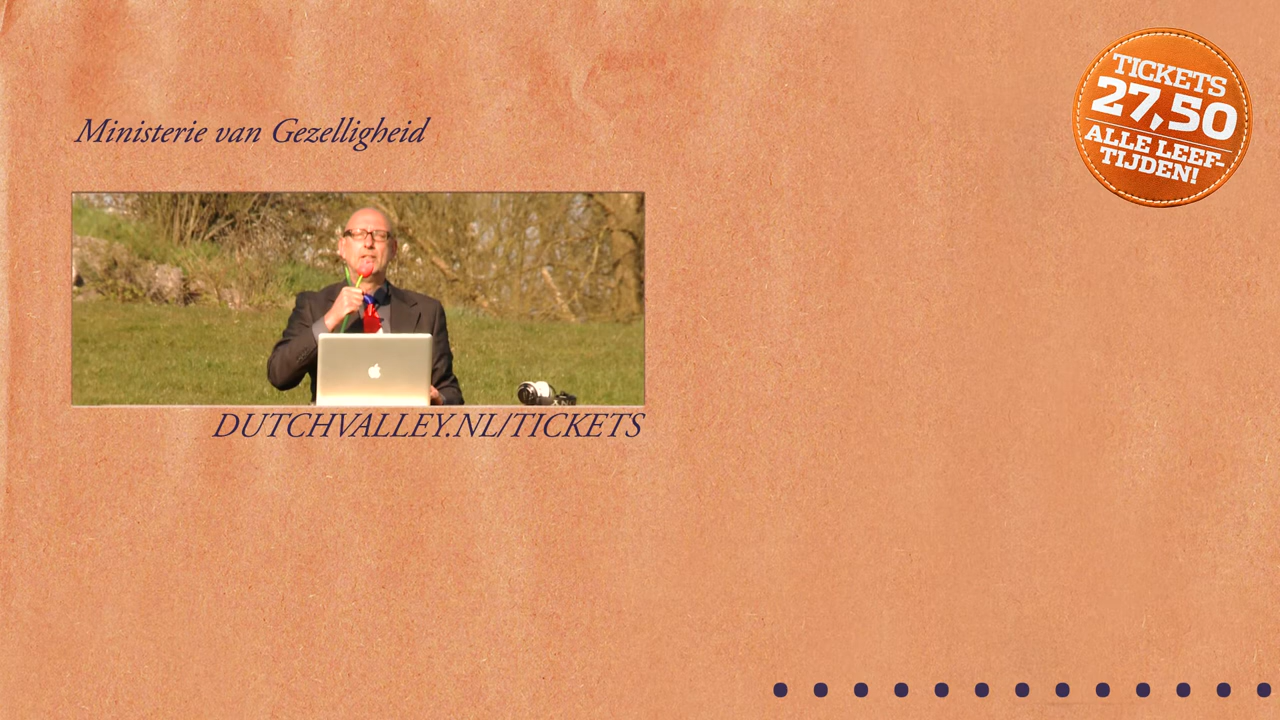 Ministerie van Gezelligheid
DUTCHVALLEY.NL/TICKETS
TICKETS
27,50
ALLE LEEF-
TIJDEN!